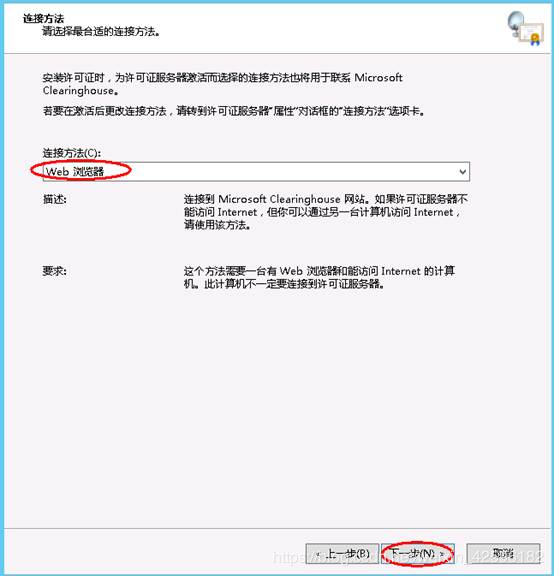 连接方法
请选择最合适的连接方法。
安装许可证时，为许可证服务器激活而选择的连接方法也将用于联系 Microsoft
Clearinghouse。
若要在激活后更改连接方法，请转到许可证服务器“属性”对话框的“连接方法”选项卡。
连接方法(C):
Web 浏览器
描述:
连接到 Microsoft Clearinghouse 网站。如果许可证服务器不
能访问 Internet，但你可以通过另一台计算机访问 Internet，
请使用该方法。
要求:
这个方法需要一台有 Web 浏览器和能访问 Internet 的计算
机。此计算机不一定要连接到许可证服务器。
< 上一步(B)
下一步(N) >
取消